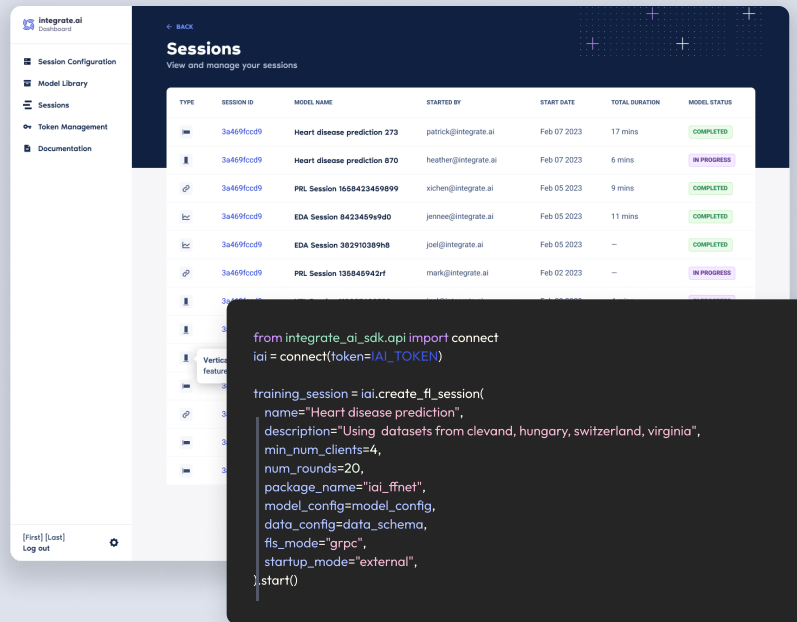 integrate.ai
Dashboard
Session Configuration
Model Library
Sessions
Token Management
Documentation
[First] [Last]
Log out
← BACK
Sessions
View and manage your sessions
TYPE SESSION ID MODEL NAME STARTED BY START DATE TOTAL DURATION MODEL STATUS
3a469fccd9 Heart disease prediction 273 patrick@integrate.ai Feb 07 2023 17 mins COMPLETED
3a469fccd9 Heart disease prediction 870 heather@integrate.ai Feb 07 2023 6 mins IN PROGRESS
3a469fccd9 PRL Session 1658423459899 xichen@integrate.ai Feb 05 2023 9 mins COMPLETED
3a469fccd9 EDA Session 8423459s9d0 jennee@integrate.ai Feb 05 2023 11 mins COMPLETED
3a469fccd9 EDA Session 382910389h8 joel@integrate.ai Feb 05 2023 – COMPLETED
3a469fccd9 PRL Session 135846942rf mark@integrate.ai Feb 02 2023 – IN PROGRESS
feature
from integrate_ai_sdk.api import connect
iai = connect(token=IAI_TOKEN)
training_session = iai.create_fl_session(
name="Heart disease prediction",
description="Using  datasets from clevand, hungary, switzerland, virginia",
min_num_clients=4,
num_rounds=20,
package_name="iai_ffnet",
model_config=model_config,
data_config=data_schema,
fls_mode="grpc",
startup_mode="external",
).start()